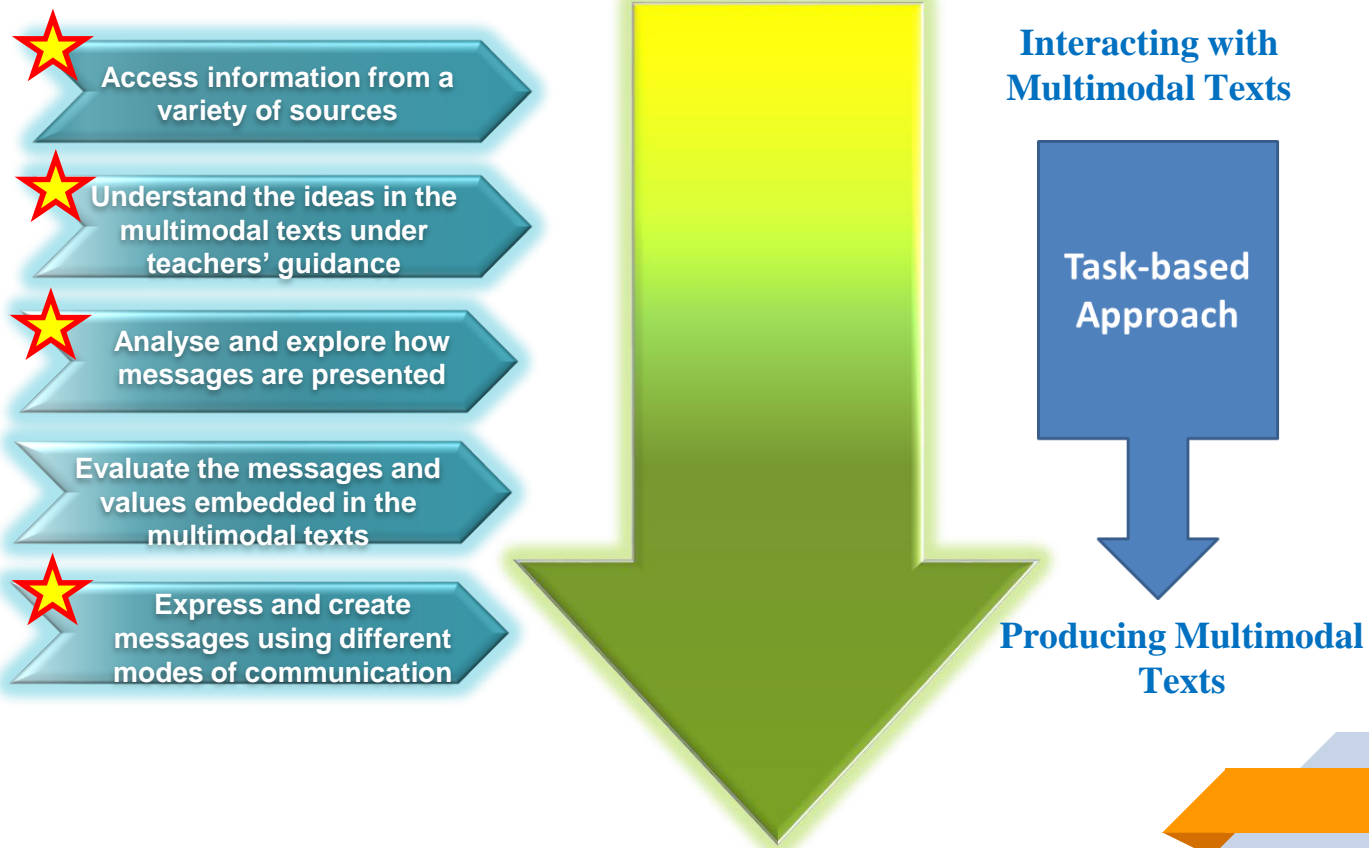 Access information from a
variety of sources
Understand the ideas in the
multimodal texts under
teachers’ guidance
Analyse and explore how
messages are presented
Evaluate the messages and
values embedded in the
multimodal texts
Express and create
messages using different
modes of communication
Interacting with
Multimodal Texts
Task-based
Approach
Producing Multimodal
Texts